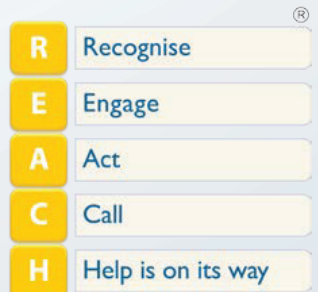 ®
R Recognise
E Engage
A Act
C Call
H Help is on its way